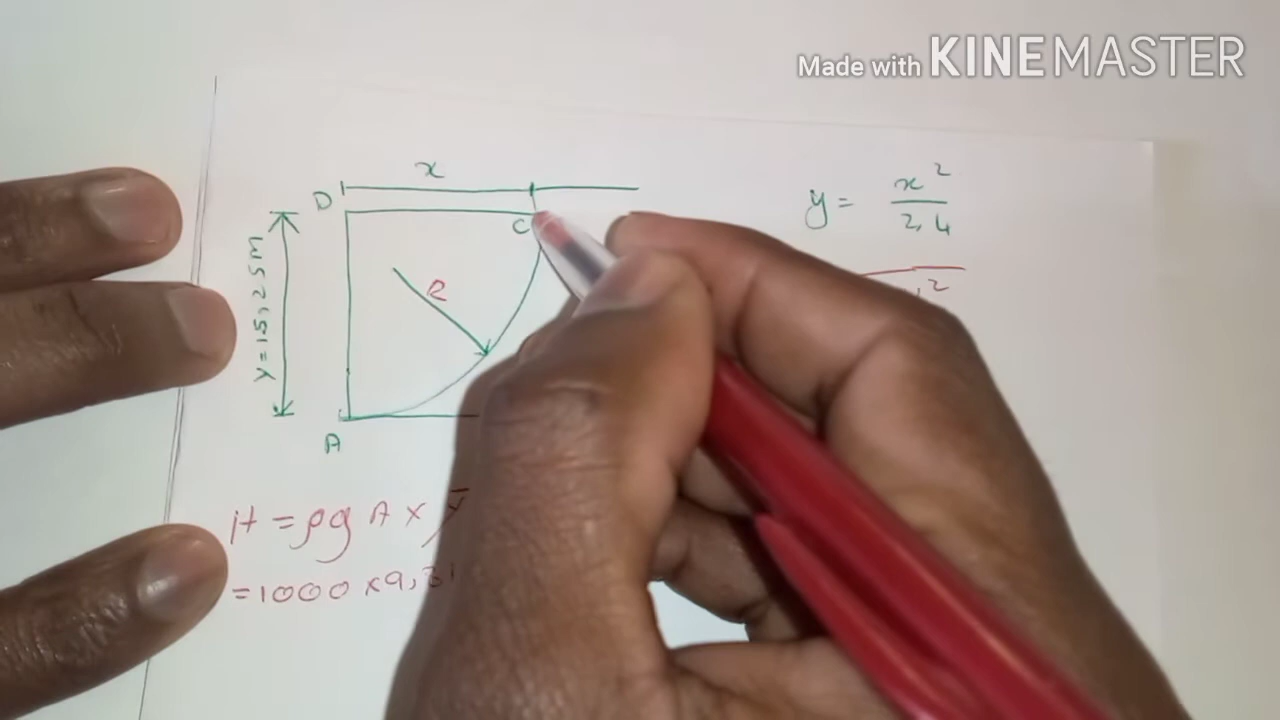 Made with KINEMASTER
x
D
C
y = x² / 2,4
y = 15,25m
R
A
H = ρg A × ȳ
= 1000 × 9,81